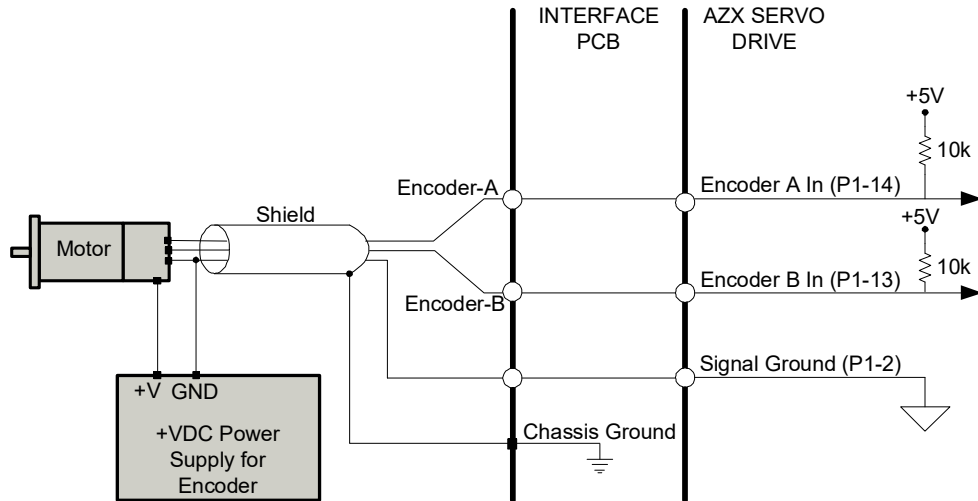 INTERFACE
PCB
AZX SERVO
DRIVE
+5V
10k
Encoder-A
Encoder A In (P1-14)
Shield
+5V
Motor
10k
Encoder-B
Encoder B In (P1-13)
Signal Ground (P1-2)
+V GND
+VDC Power
Supply for
Encoder
Chassis Ground